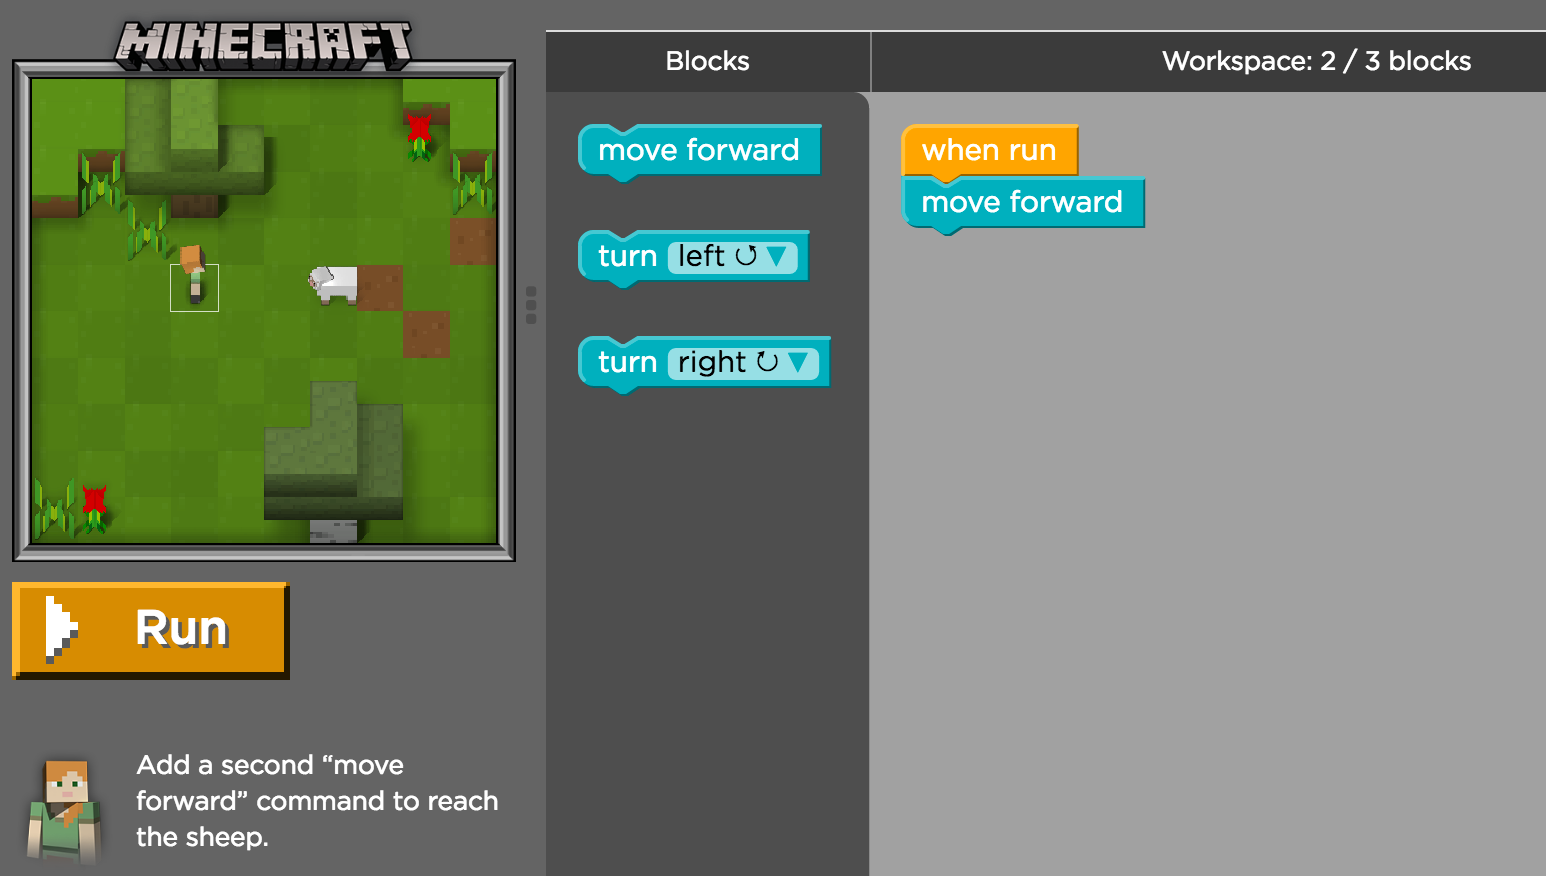 MINECRAFT
Blocks
Workspace: 2 / 3 blocks
move forward
turn left ↺ ▼
turn right ↻ ▼
when run
move forward
Run
Add a second “move
forward” command to reach
the sheep.